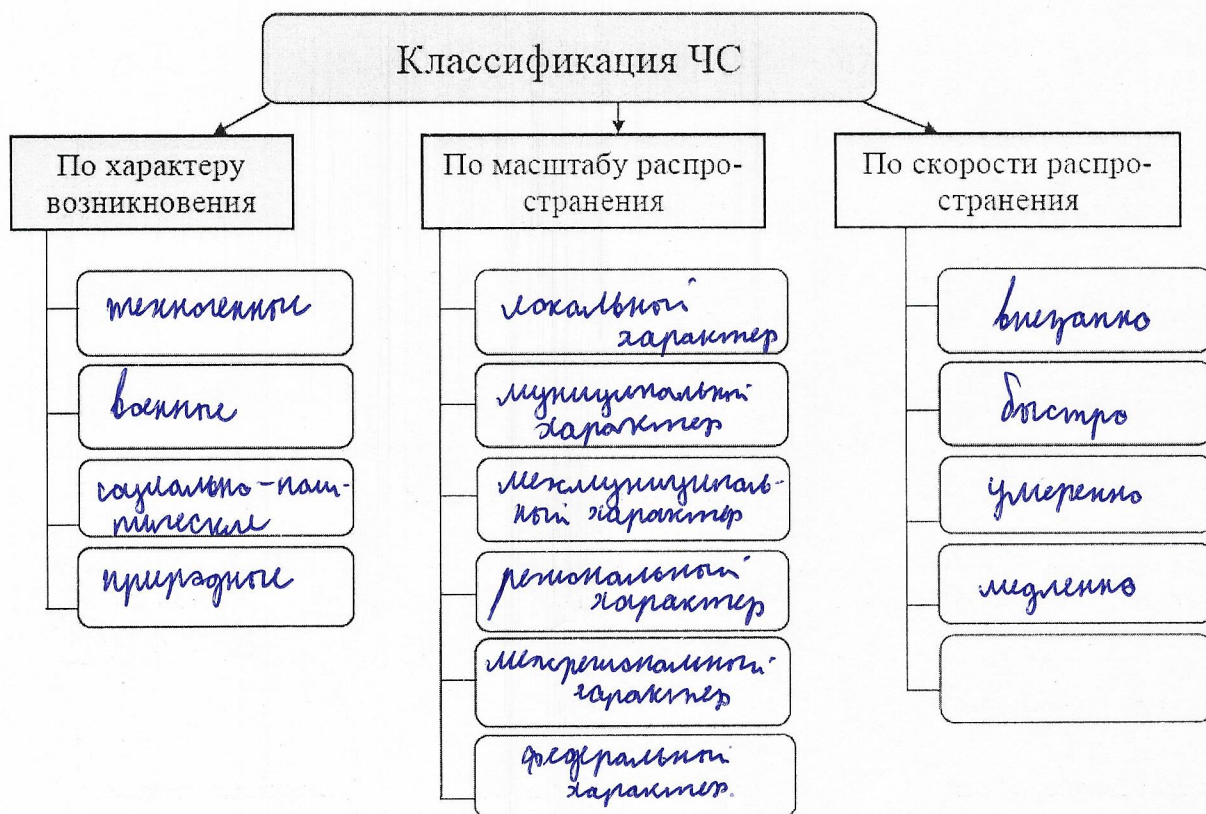 Классификация ЧС
По характеру
возникновения
техногенные
военные
социально-поли-
тические
природные
По масштабу распро-
странения
локальный
характер
муниципальный
характер
межмуниципаль-
ный характер
региональный
характер
межрегиональный
характер
федеральный
характер.
По скорости распро-
странения
внезапно
быстро
умеренно
медленно